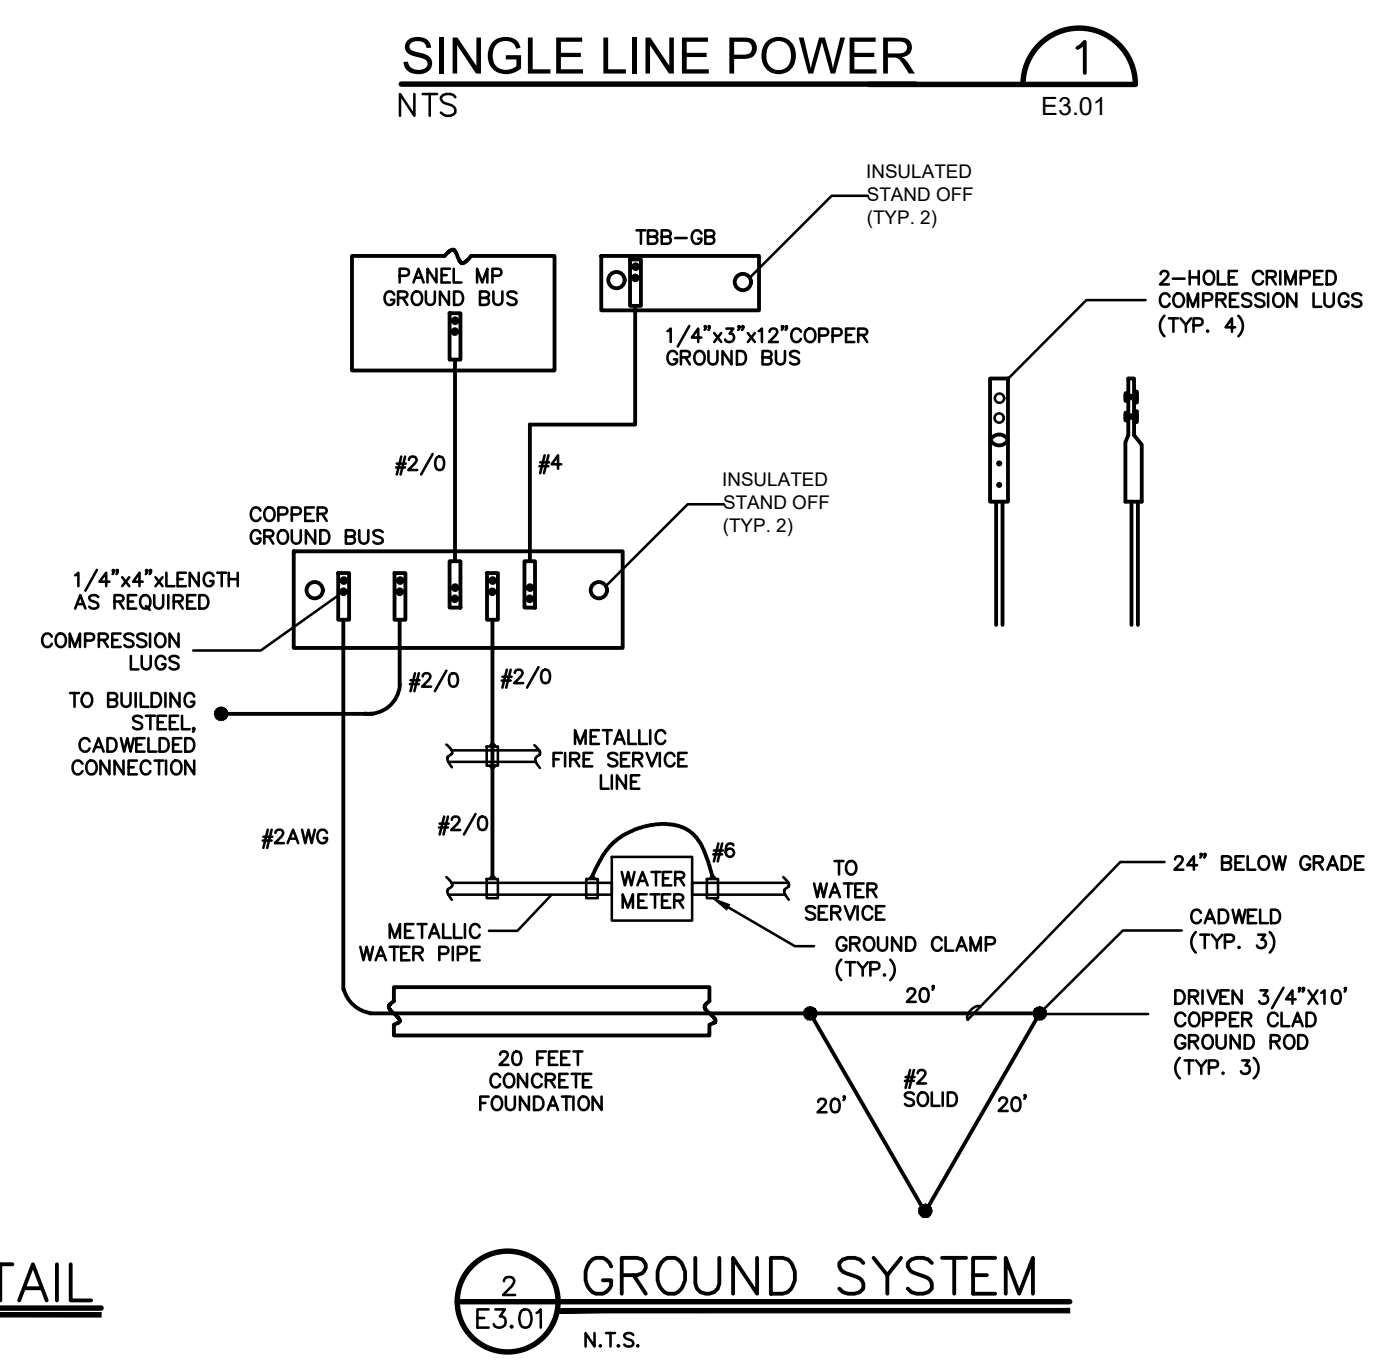 SINGLE LINE POWER
1
NTS
E3.01
INSULATED
STAND OFF
(TYP. 2)
TBB-GB
PANEL MP
GROUND BUS
2-HOLE CRIMPED
COMPRESSION LUGS
(TYP. 4)
1/4"x3"x12"COPPER
GROUND BUS
#2/0
#4
INSULATED
STAND OFF
(TYP. 2)
COPPER
GROUND BUS
1/4"x4"xLENGTH
AS REQUIRED
COMPRESSION
LUGS
#2/0
#2/0
TO BUILDING
STEEL,
CADWELDED
CONNECTION
METALLIC
FIRE SERVICE
LINE
#2AWG
#2/0
#6
WATER
METER
TO
WATER
SERVICE
METALLIC
WATER PIPE
GROUND CLAMP
(TYP.)
24" BELOW GRADE
CADWELD
(TYP. 3)
20'
DRIVEN 3/4"X10'
COPPER CLAD
GROUND ROD
(TYP. 3)
20 FEET
CONCRETE
FOUNDATION
#2
SOLID
20'
20'
TAIL
2
E3.01
GROUND SYSTEM
N.T.S.